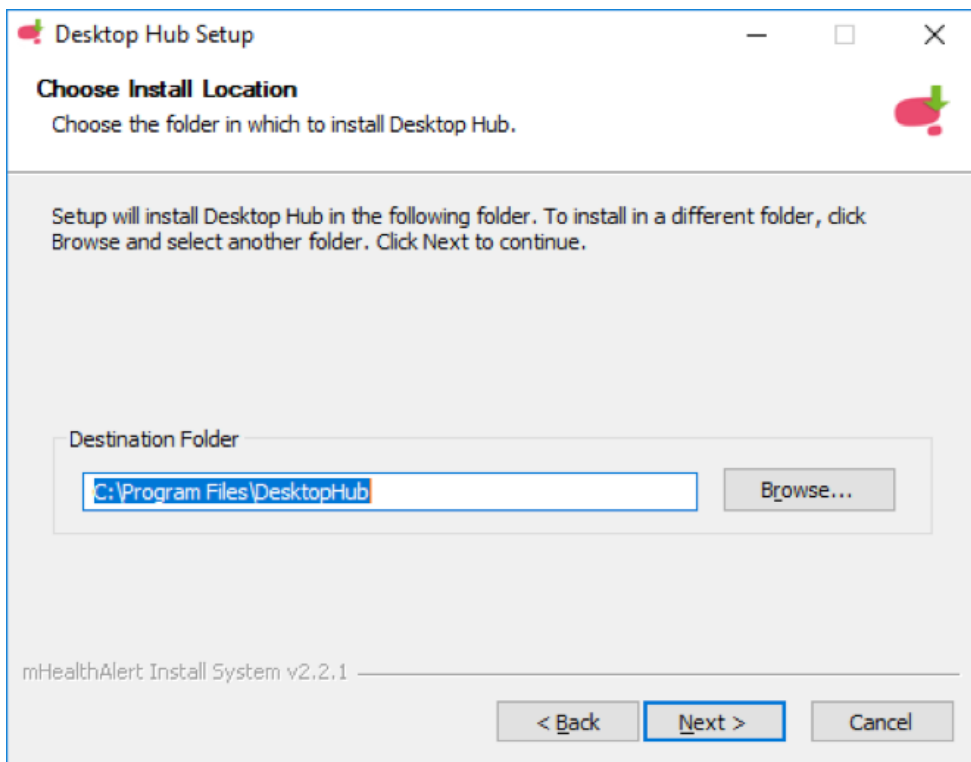 Desktop Hub Setup
Choose Install Location
Choose the folder in which to install Desktop Hub.
Setup will install Desktop Hub in the following folder. To install in a different folder, click
Browse and select another folder. Click Next to continue.
Destination Folder
C:\Program Files\DesktopHub
Browse...
mHealthAlert Install System v2.2.1
< Back
Next >
Cancel